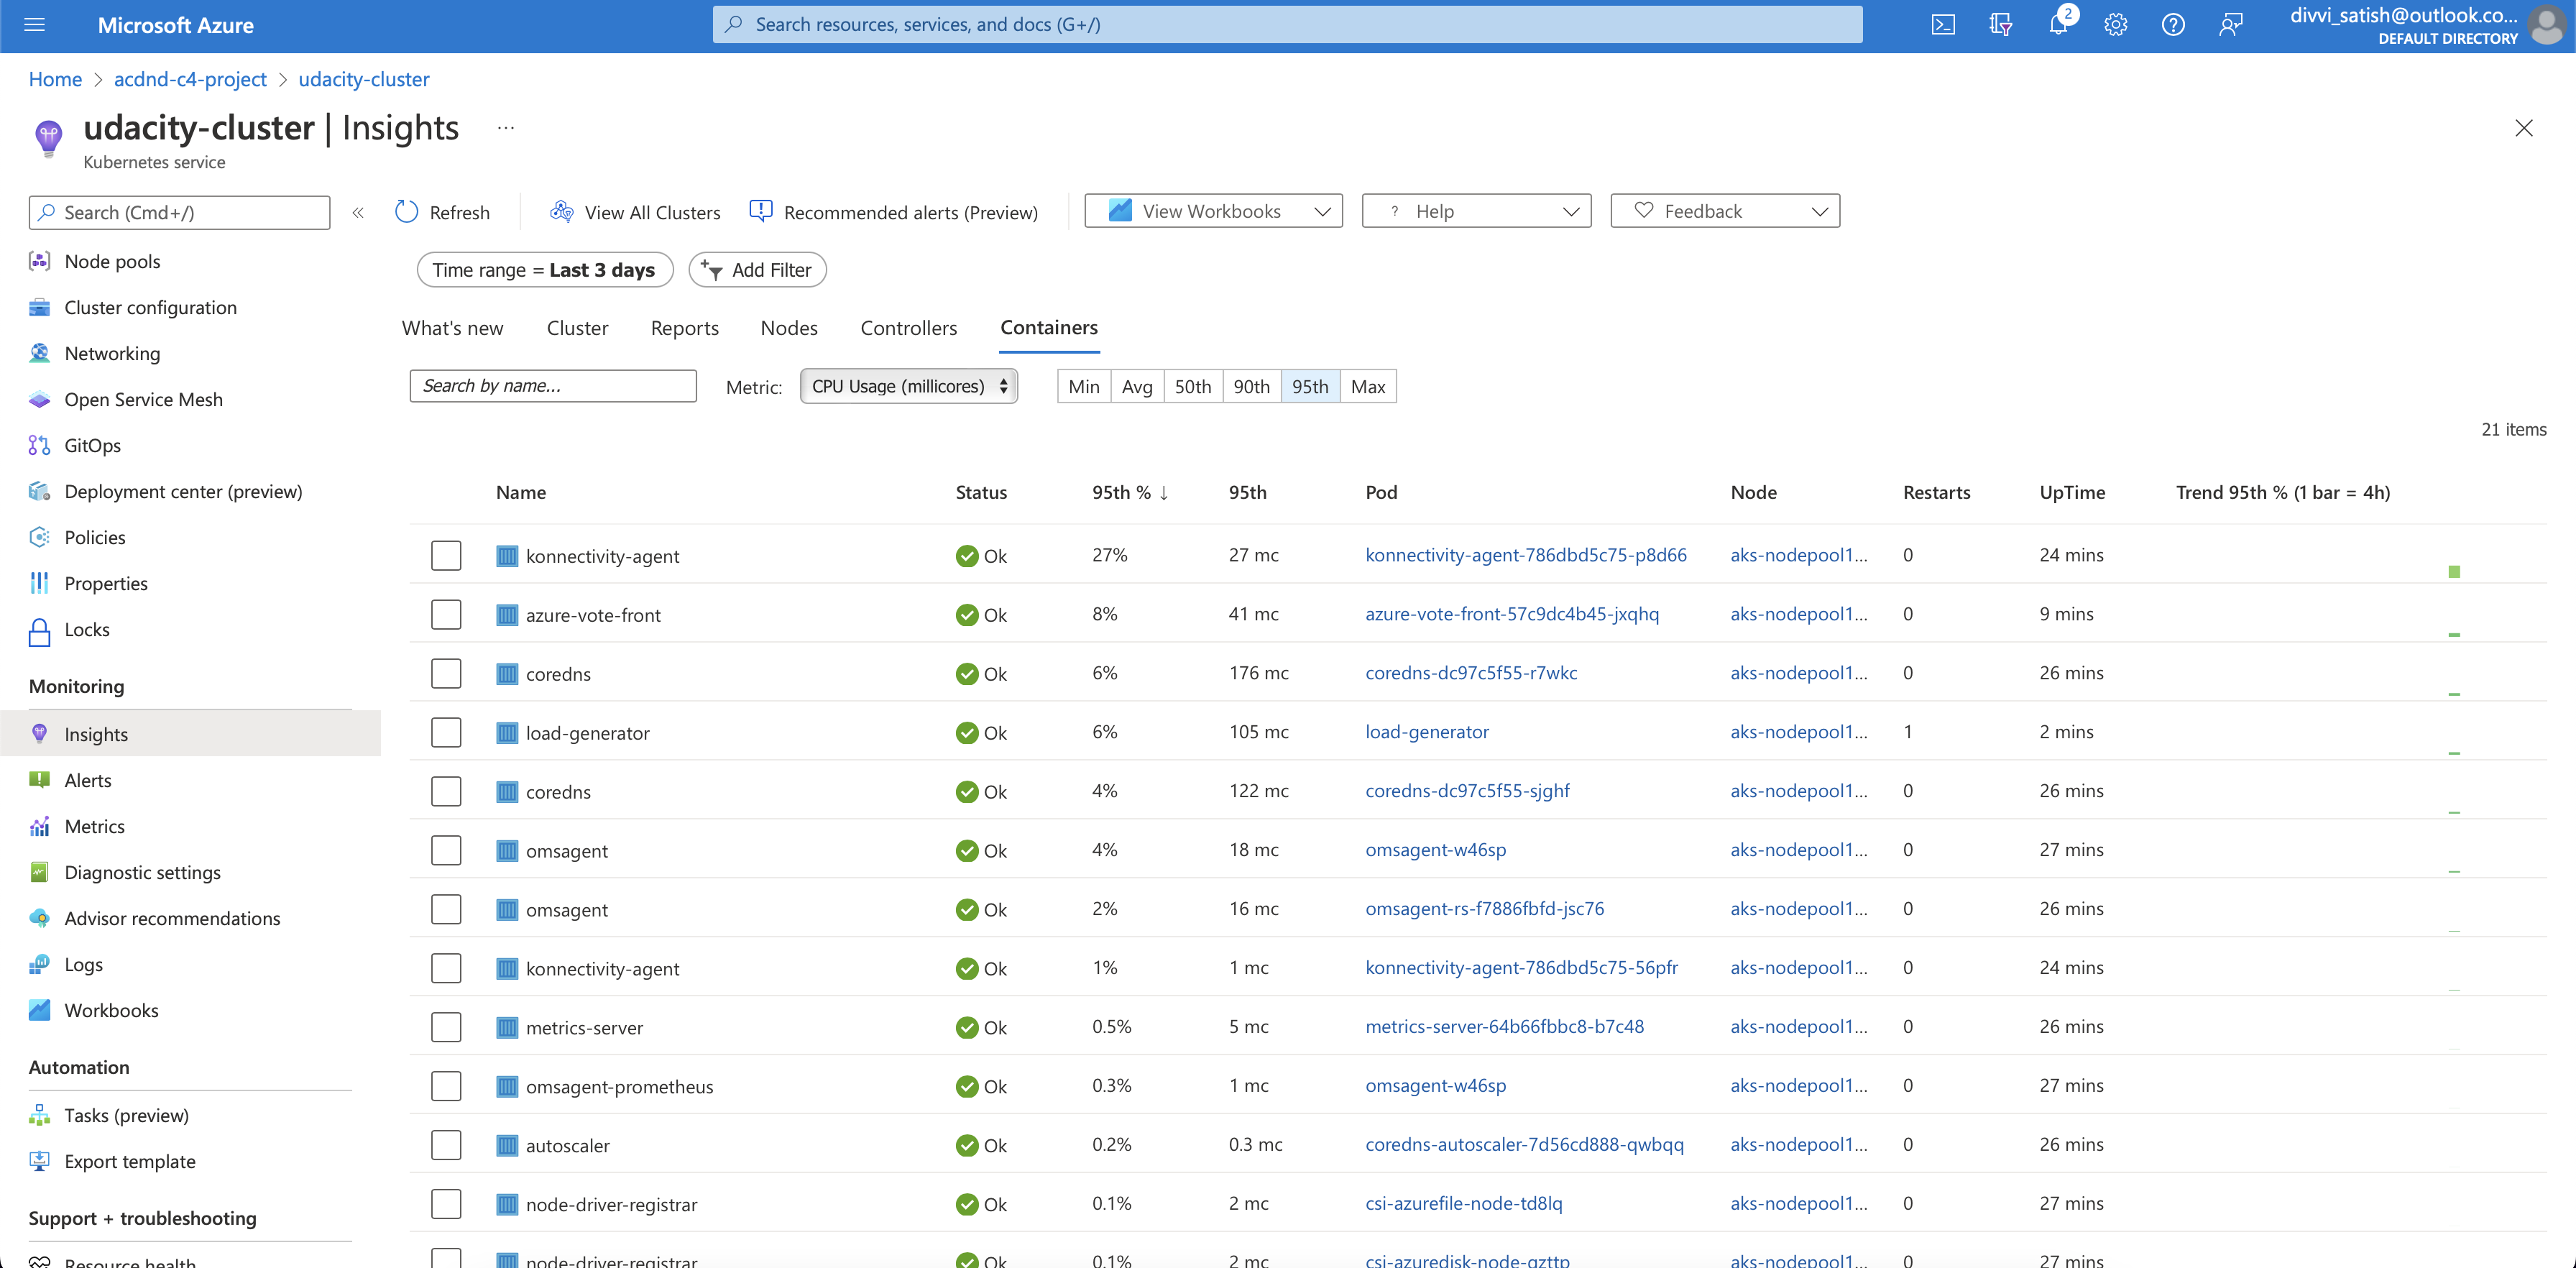 Microsoft Azure
Search resources, services, and docs (G+/)
2
divvi_satish@outlook.co...
DEFAULT DIRECTORY
Home > acdnd-c4-project > udacity-cluster
udacity-cluster | Insights ...
Kubernetes service
Search (Cmd+/)
«
Refresh
View All Clusters
Recommended alerts (Preview)
View Workbooks
? Help
Feedback
Node pools
Cluster configuration
Networking
Open Service Mesh
GitOps
Deployment center (preview)
Policies
Properties
Locks
Monitoring
Insights
Alerts
Metrics
Diagnostic settings
Advisor recommendations
Logs
Workbooks
Automation
Tasks (preview)
Export template
Support + troubleshooting
Resource health
Time range = Last 3 days
Add Filter
What's new Cluster Reports Nodes Controllers Containers
Search by name...
Metric: CPU Usage (millicores)
Min Avg 50th 90th 95th Max
21 items
Name Status 95th % ↓ 95th Pod Node Restarts UpTime Trend 95th % (1 bar = 4h)
konnectivity-agent Ok 27% 27 mc konnectivity-agent-786dbd5c75-p8d66 aks-nodepool1... 0 24 mins
azure-vote-front Ok 8% 41 mc azure-vote-front-57c9dc4b45-jxqhq aks-nodepool1... 0 9 mins
coredns Ok 6% 176 mc coredns-dc97c5f55-r7wkc aks-nodepool1... 0 26 mins
load-generator Ok 6% 105 mc load-generator aks-nodepool1... 1 2 mins
coredns Ok 4% 122 mc coredns-dc97c5f55-sjghf aks-nodepool1... 0 26 mins
omsagent Ok 4% 18 mc omsagent-w46sp aks-nodepool1... 0 27 mins
omsagent Ok 2% 16 mc omsagent-rs-f7886fbfd-jsc76 aks-nodepool1... 0 26 mins
konnectivity-agent Ok 1% 1 mc konnectivity-agent-786dbd5c75-56pfr aks-nodepool1... 0 24 mins
metrics-server Ok 0.5% 5 mc metrics-server-64b66fbbc8-b7c48 aks-nodepool1... 0 26 mins
omsagent-prometheus Ok 0.3% 1 mc omsagent-w46sp aks-nodepool1... 0 27 mins
autoscaler Ok 0.2% 0.3 mc coredns-autoscaler-7d56cd888-qwbqq aks-nodepool1... 0 26 mins
node-driver-registrar Ok 0.1% 2 mc csi-azurefile-node-td8lq aks-nodepool1... 0 27 mins
node-driver-registrar Ok 0.1% 2 mc csi-azuredisk-node-qzttp aks-nodepool1... 0 27 mins